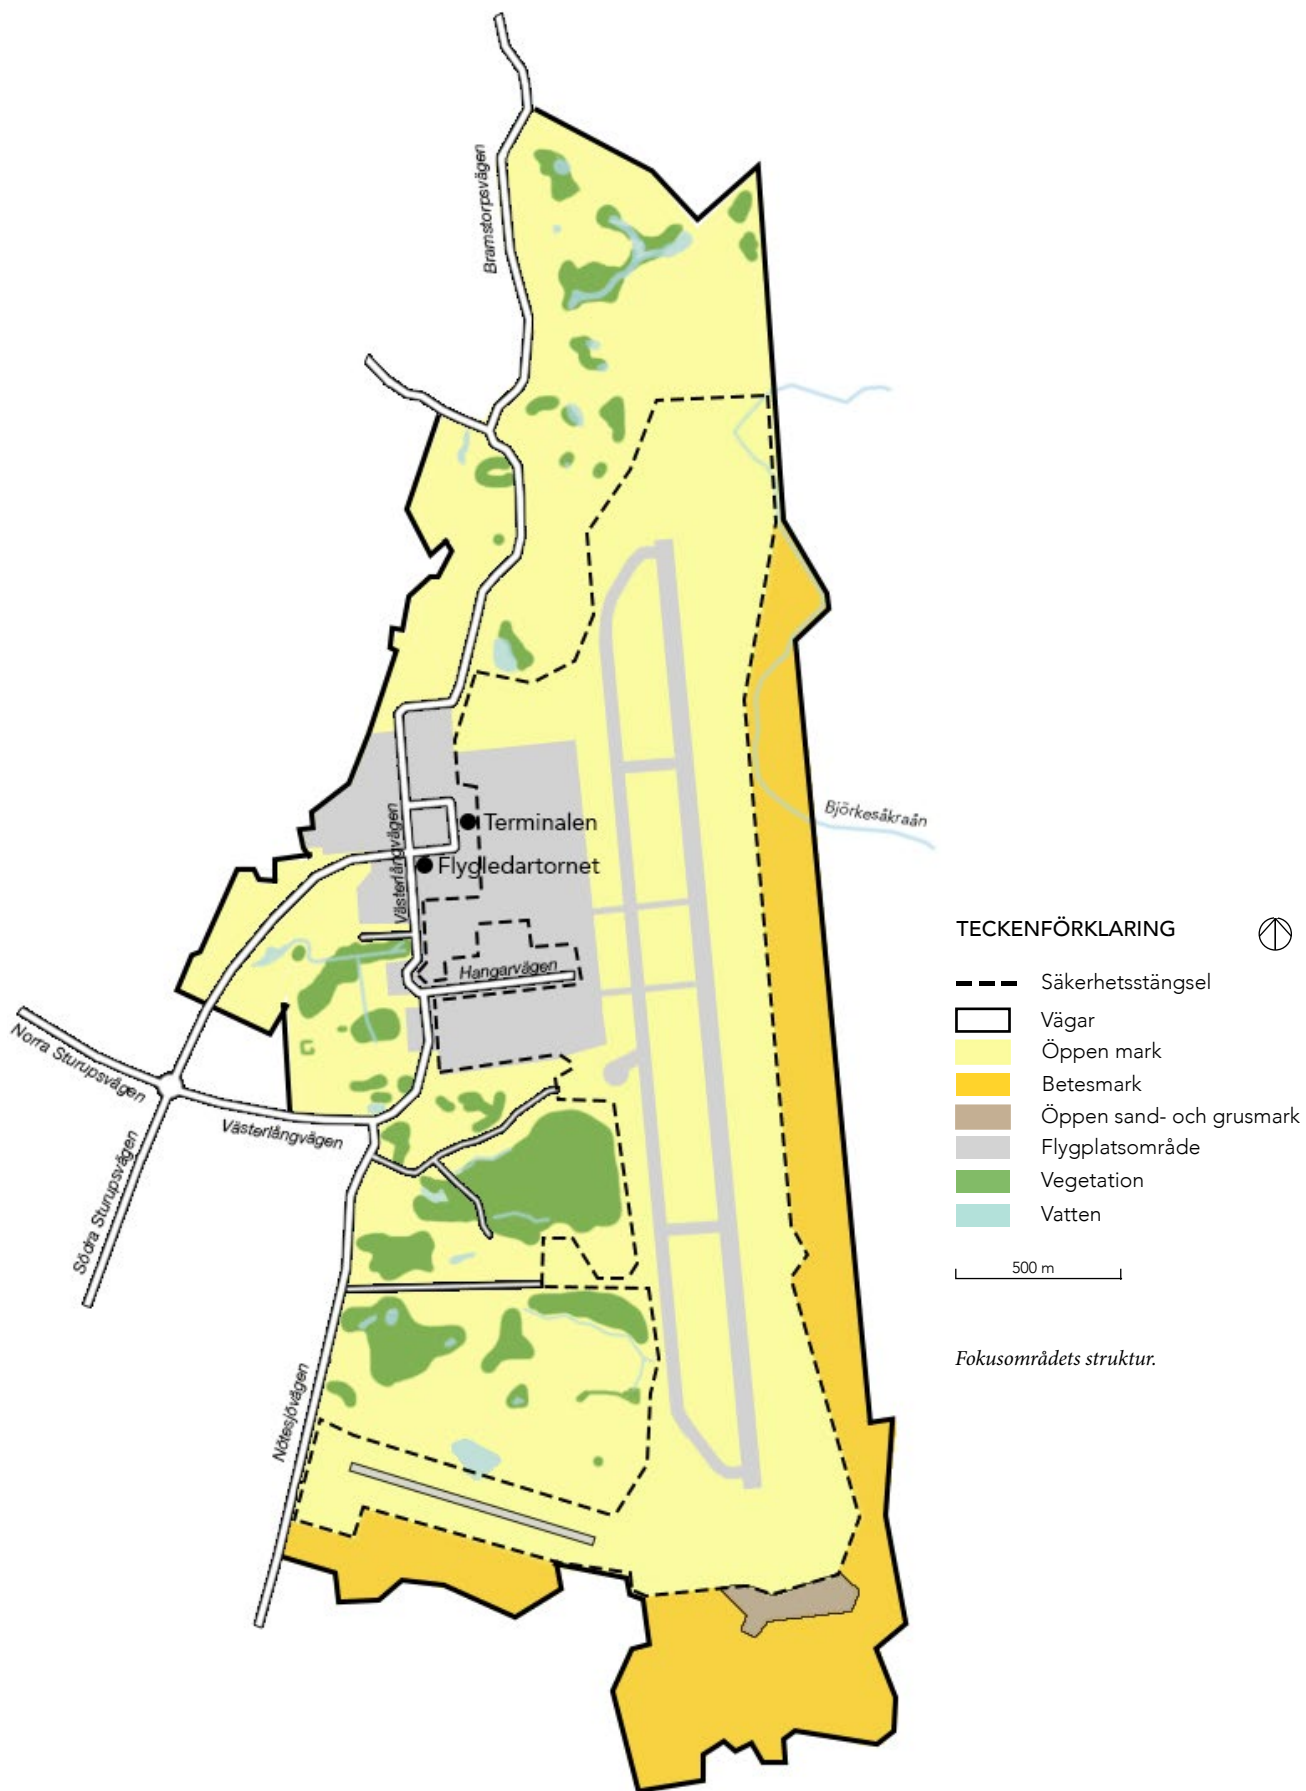 Bramstorpsvägen
Björkesåkraån
Västerlångvägen
Terminalen
Flygledartornet
Hangarvägen
Norra Sturupsvägen
Västerlångvägen
Södra Sturupsvägen
Nötesjövägen
TECKENFÖRKLARING
Säkerhetsstängsel
Vägar
Öppen mark
Betesmark
Öppen sand- och grusmark
Flygplatsområde
Vegetation
Vatten
500 m
Fokusområdets struktur.